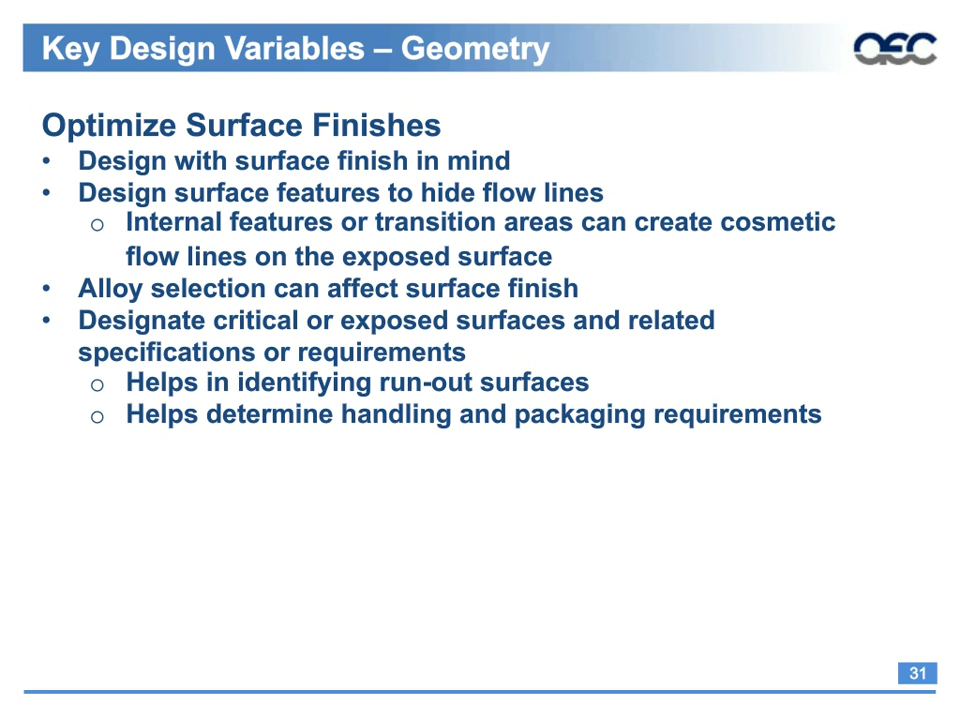 Key Design Variables – Geometry
AEC
Optimize Surface Finishes
• Design with surface finish in mind
• Design surface features to hide flow lines
o Internal features or transition areas can create cosmetic
flow lines on the exposed surface
• Alloy selection can affect surface finish
• Designate critical or exposed surfaces and related
specifications or requirements
o Helps in identifying run-out surfaces
o Helps determine handling and packaging requirements
31